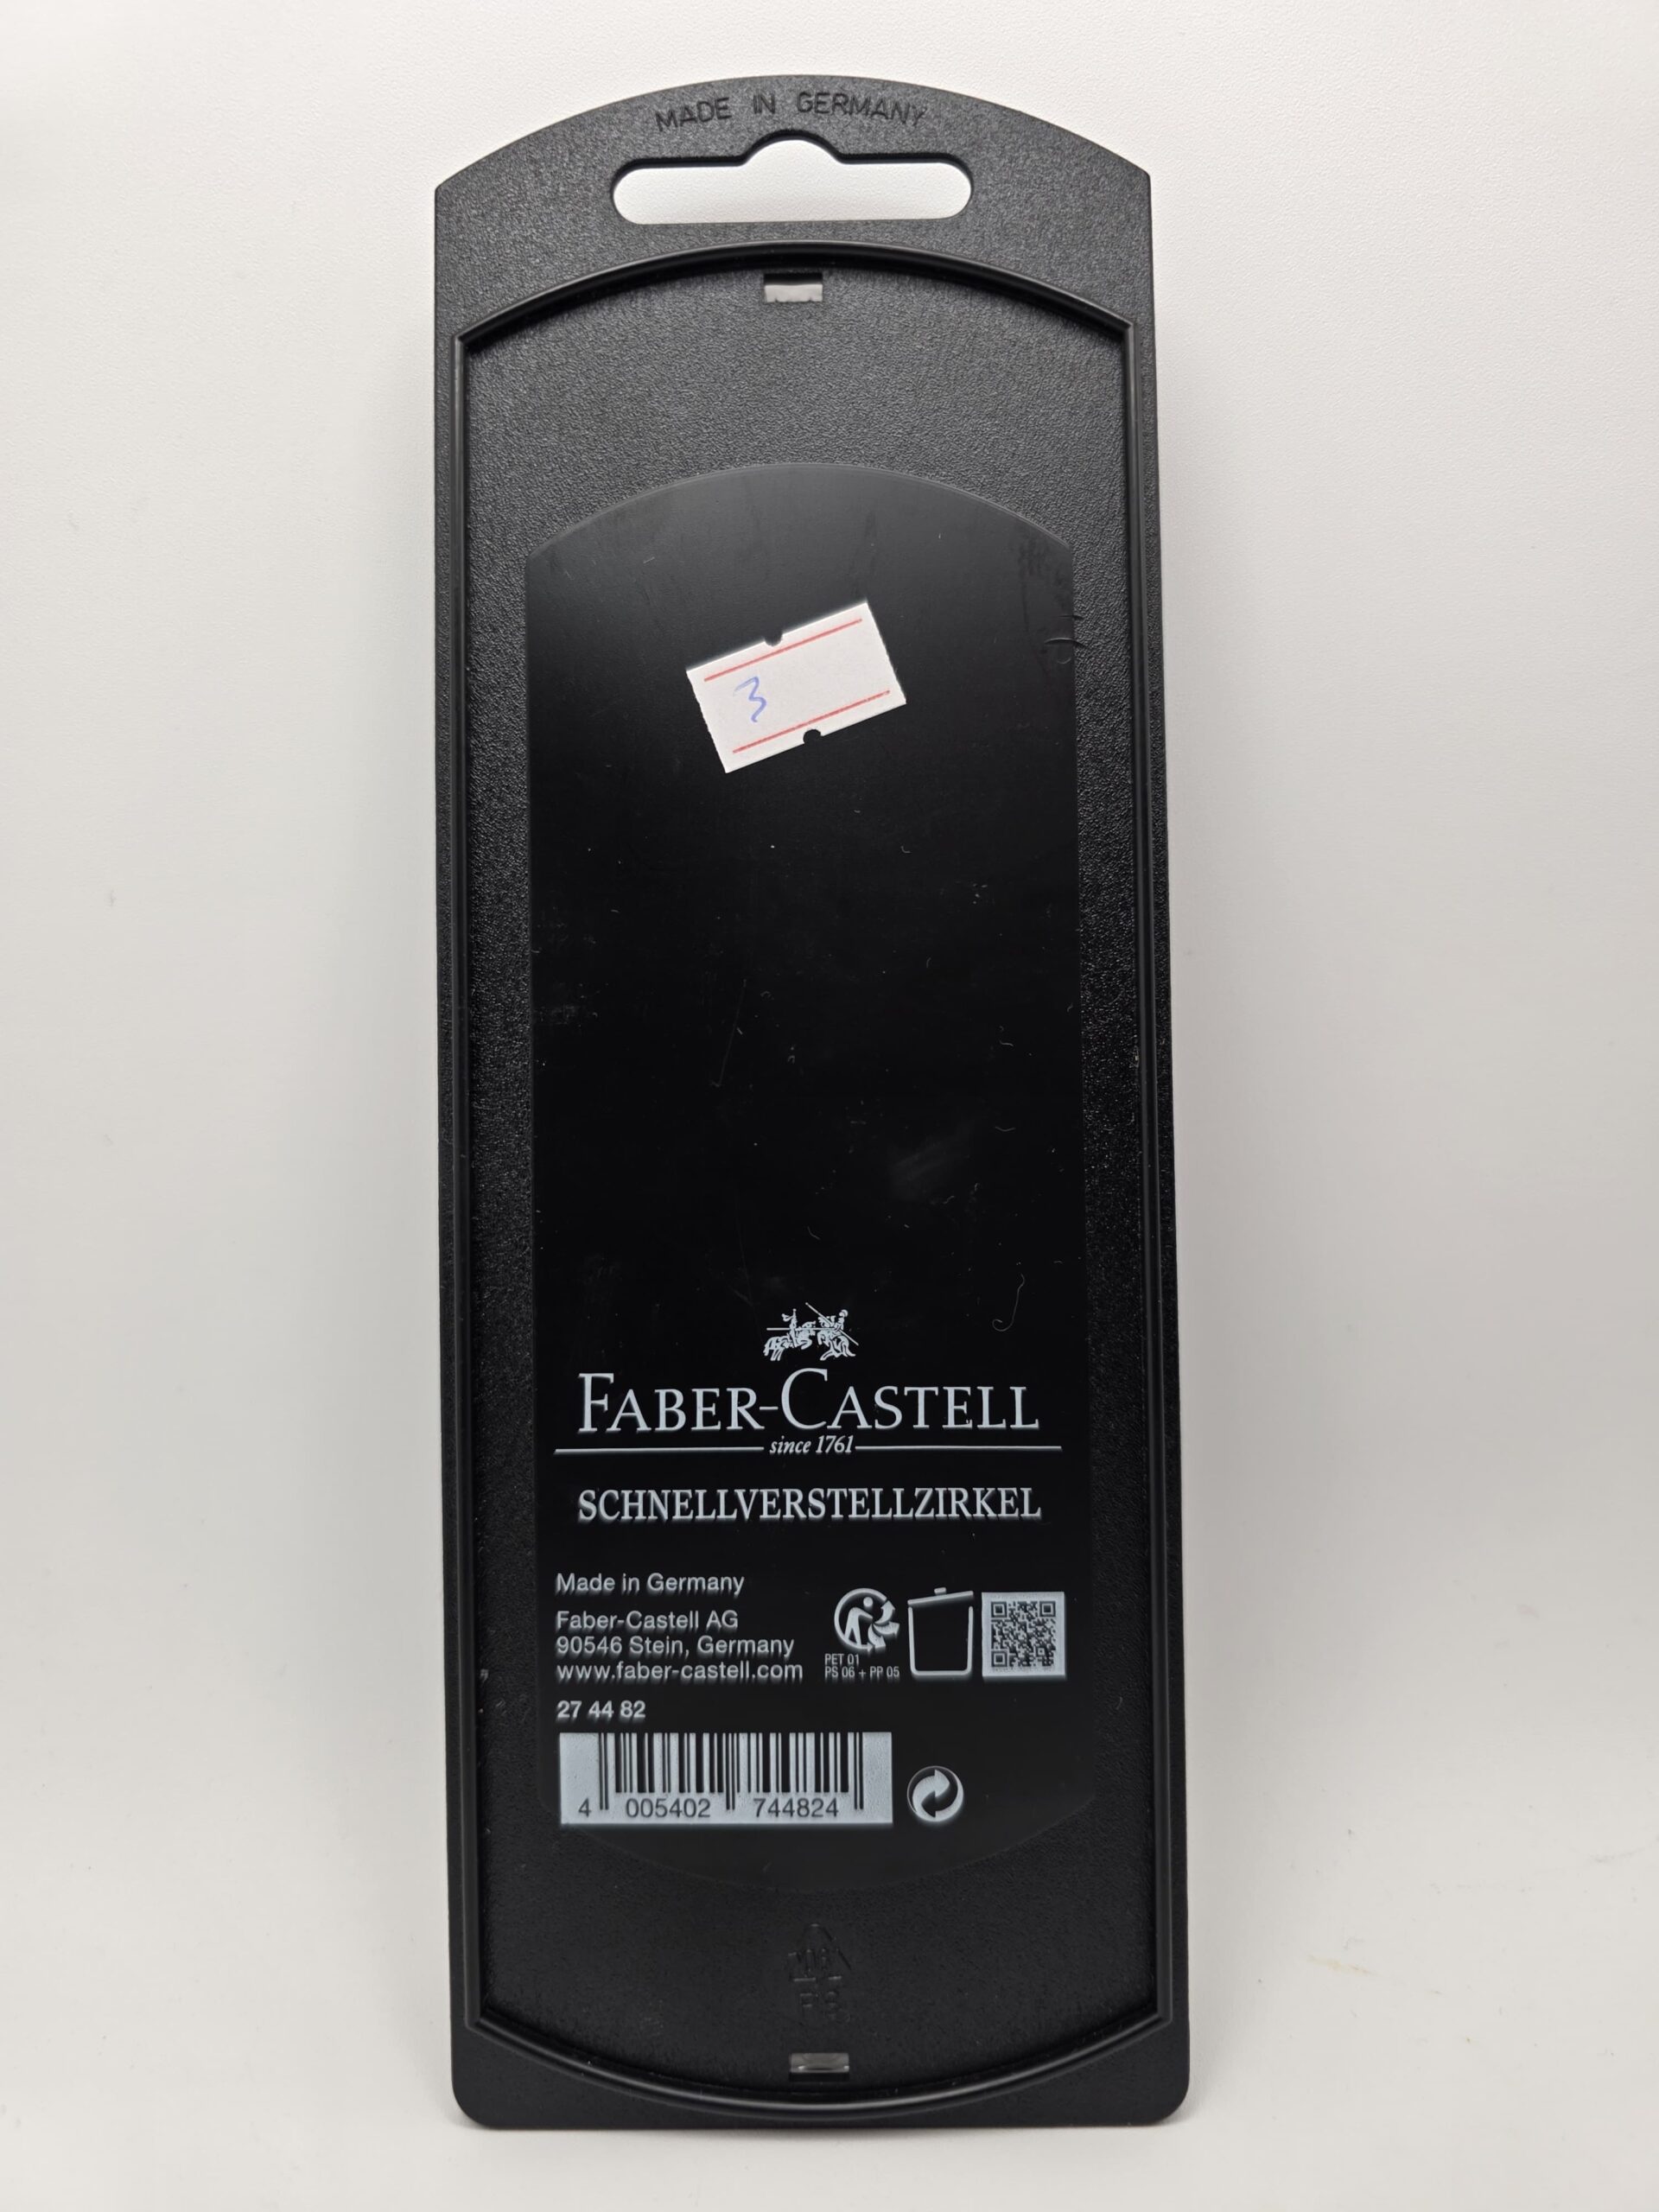 MADE IN GERMANY
3
FABER-CASTELL
since 1761
SCHNELLVERSTELLZIRKEL
Made in Germany
Faber-Castell AG
90546 Stein, Germany
www.faber-castell.com
PET 01
PS 06 + PP 05
27 44 82
4 005402 744824